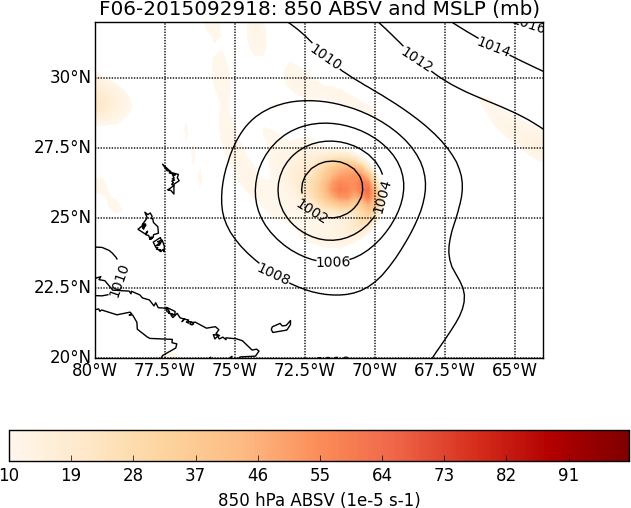 F06-2015092918: 850 ABSV and MSLP (mb)
1016
1014
1012
1010
30°N
27.5°N
25°N
22.5°N
20°N
1004
1002
1006
1008
1010
80°W 77.5°W 75°W 72.5°W 70°W 67.5°W 65°W
10 19 28 37 46 55 64 73 82 91
850 hPa ABSV (1e-5 s-1)